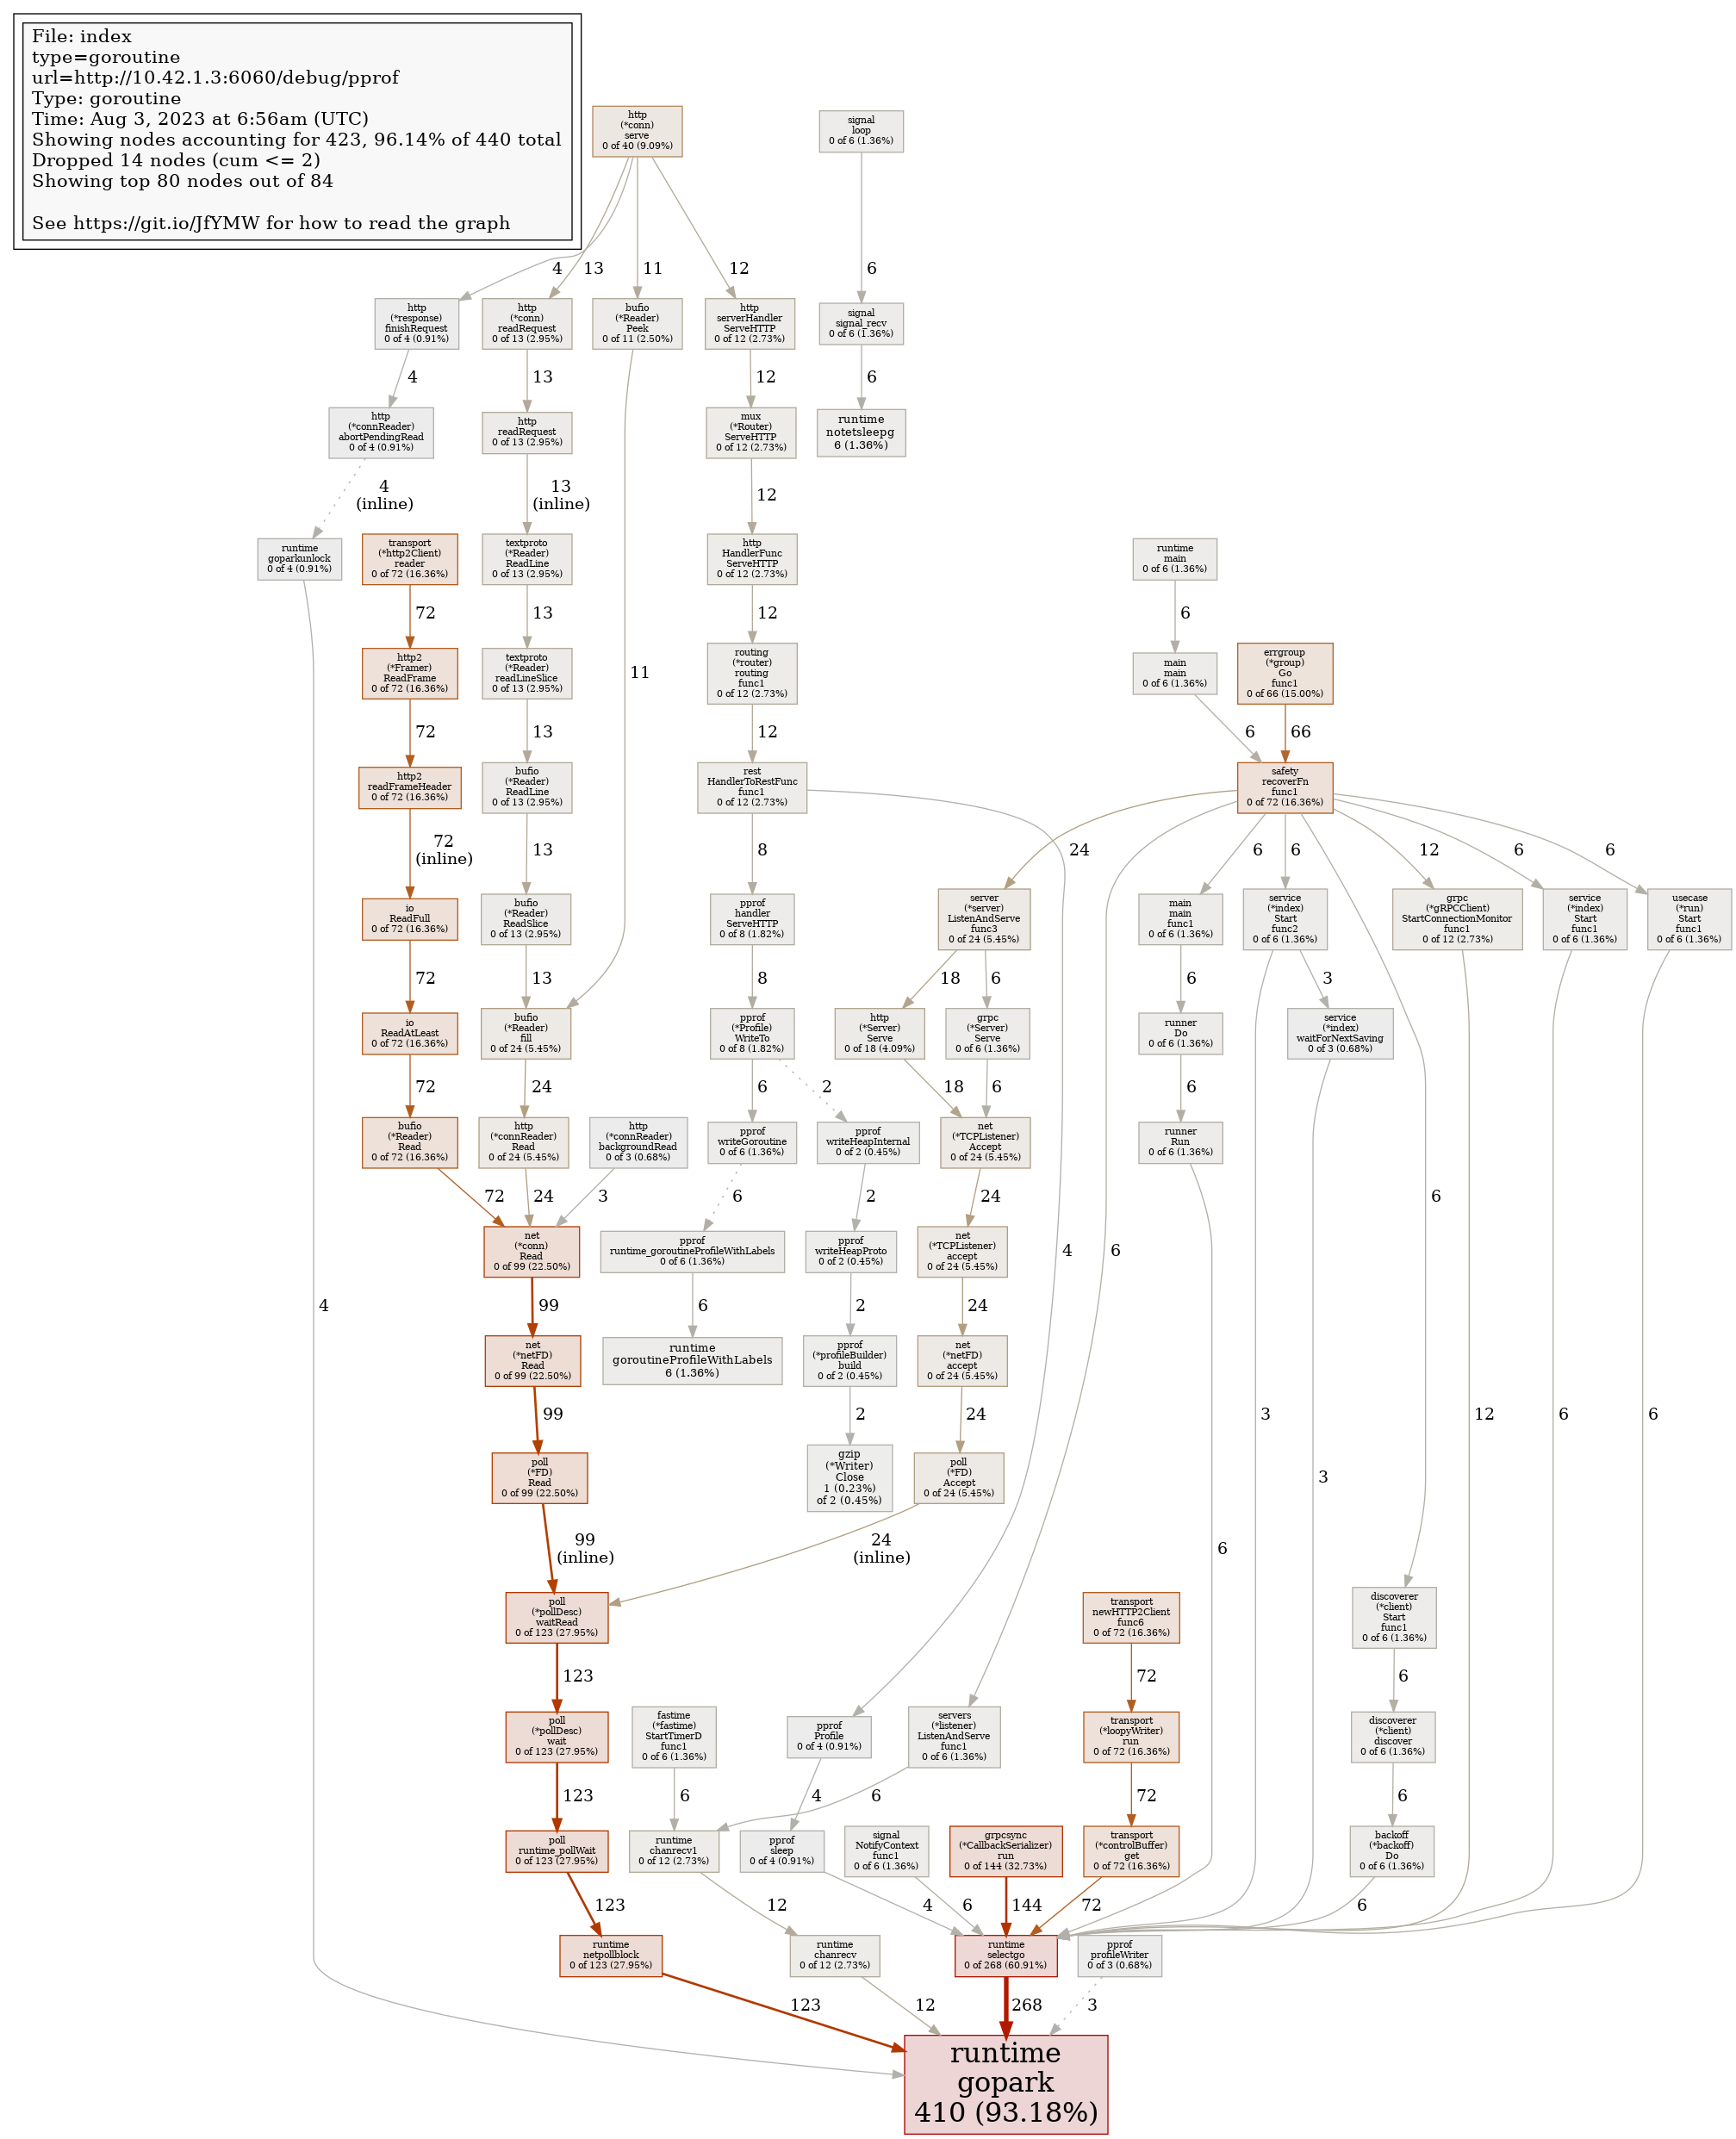 File: index
type=goroutine
url=http://10.42.1.3:6060/debug/pprof
Type: goroutine
Time: Aug 3, 2023 at 6:56am (UTC)
Showing nodes accounting for 423, 96.14% of 440 total
Dropped 14 nodes (cum <= 2)
Showing top 80 nodes out of 84
See https://git.io/JfYMW for how to read the graph
http
(*conn)
serve
0 of 40 (9.09%)
signal
loop
0 of 6 (1.36%)
4
13
11
12
6
http
(*response)
finishRequest
0 of 4 (0.91%)
http
(*conn)
readRequest
0 of 13 (2.95%)
bufio
(*Reader)
Peek
0 of 11 (2.50%)
http
serverHandler
ServeHTTP
0 of 12 (2.73%)
signal
signal_recv
0 of 6 (1.36%)
4
13
12
6
http
(*connReader)
abortPendingRead
0 of 4 (0.91%)
http
readRequest
0 of 13 (2.95%)
mux
(*Router)
ServeHTTP
0 of 12 (2.73%)
runtime
notetsleepg
6 (1.36%)
4
(inline)
13
(inline)
12
runtime
goparkunlock
0 of 4 (0.91%)
transport
(*http2Client)
reader
0 of 72 (16.36%)
textproto
(*Reader)
ReadLine
0 of 13 (2.95%)
http
HandlerFunc
ServeHTTP
0 of 12 (2.73%)
runtime
main
0 of 6 (1.36%)
72
13
12
6
http2
(*Framer)
ReadFrame
0 of 72 (16.36%)
textproto
(*Reader)
readLineSlice
0 of 13 (2.95%)
11
routing
(*router)
routing
func1
0 of 12 (2.73%)
main
main
0 of 6 (1.36%)
errgroup
(*group)
Go
func1
0 of 66 (15.00%)
72
13
12
6
66
http2
readFrameHeader
0 of 72 (16.36%)
bufio
(*Reader)
ReadLine
0 of 13 (2.95%)
rest
HandlerToRestFunc
func1
0 of 12 (2.73%)
safety
recoverFn
func1
0 of 72 (16.36%)
72
(inline)
13
8
24
6
6
12
6
6
io
ReadFull
0 of 72 (16.36%)
bufio
(*Reader)
ReadSlice
0 of 13 (2.95%)
pprof
handler
ServeHTTP
0 of 8 (1.82%)
server
(*server)
ListenAndServe
func3
0 of 24 (5.45%)
main
main
func1
0 of 6 (1.36%)
service
(*index)
Start
func2
0 of 6 (1.36%)
grpc
(*gRPCClient)
StartConnectionMonitor
func1
0 of 12 (2.73%)
service
(*index)
Start
func1
0 of 6 (1.36%)
usecase
(*run)
Start
func1
0 of 6 (1.36%)
72
13
8
18
6
6
3
io
ReadAtLeast
0 of 72 (16.36%)
bufio
(*Reader)
fill
0 of 24 (5.45%)
pprof
(*Profile)
WriteTo
0 of 8 (1.82%)
http
(*Server)
Serve
0 of 18 (4.09%)
grpc
(*Server)
Serve
0 of 6 (1.36%)
runner
Do
0 of 6 (1.36%)
service
(*index)
waitForNextSaving
0 of 3 (0.68%)
72
24
6
2
18
6
6
bufio
(*Reader)
Read
0 of 72 (16.36%)
http
(*connReader)
Read
0 of 24 (5.45%)
http
(*connReader)
backgroundRead
0 of 3 (0.68%)
pprof
writeGoroutine
0 of 6 (1.36%)
pprof
writeHeapInternal
0 of 2 (0.45%)
net
(*TCPListener)
Accept
0 of 24 (5.45%)
runner
Run
0 of 6 (1.36%)
72
24
3
6
2
24
6
net
(*conn)
Read
0 of 99 (22.50%)
pprof
runtime_goroutineProfileWithLabels
0 of 6 (1.36%)
pprof
writeHeapProto
0 of 2 (0.45%)
net
(*TCPListener)
accept
0 of 24 (5.45%)
4
6
4
99
6
2
24
net
(*netFD)
Read
0 of 99 (22.50%)
runtime
goroutineProfileWithLabels
6 (1.36%)
pprof
(*profileBuilder)
build
0 of 2 (0.45%)
net
(*netFD)
accept
0 of 24 (5.45%)
99
2
24
3
12
6
6
poll
(*FD)
Read
0 of 99 (22.50%)
gzip
(*Writer)
Close
1 (0.23%)
of 2 (0.45%)
poll
(*FD)
Accept
0 of 24 (5.45%)
3
99
(inline)
24
(inline)
6
poll
(*pollDesc)
waitRead
0 of 123 (27.95%)
transport
newHTTP2Client
func6
0 of 72 (16.36%)
discoverer
(*client)
Start
func1
0 of 6 (1.36%)
123
72
6
poll
(*pollDesc)
wait
0 of 123 (27.95%)
fastime
(*fastime)
StartTimerD
func1
0 of 6 (1.36%)
pprof
Profile
0 of 4 (0.91%)
servers
(*listener)
ListenAndServe
func1
0 of 6 (1.36%)
transport
(*loopyWriter)
run
0 of 72 (16.36%)
discoverer
(*client)
discover
0 of 6 (1.36%)
123
6
4
6
72
6
poll
runtime_pollWait
0 of 123 (27.95%)
runtime
chanrecv1
0 of 12 (2.73%)
pprof
sleep
0 of 4 (0.91%)
signal
NotifyContext
func1
0 of 6 (1.36%)
grpcsync
(*CallbackSerializer)
run
0 of 144 (32.73%)
transport
(*controlBuffer)
get
0 of 72 (16.36%)
backoff
(*backoff)
Do
0 of 6 (1.36%)
123
12
4
6
144
72
6
runtime
netpollblock
0 of 123 (27.95%)
runtime
chanrecv
0 of 12 (2.73%)
runtime
selectgo
0 of 268 (60.91%)
pprof
profileWriter
0 of 3 (0.68%)
123
12
268
3
runtime
gopark
410 (93.18%)